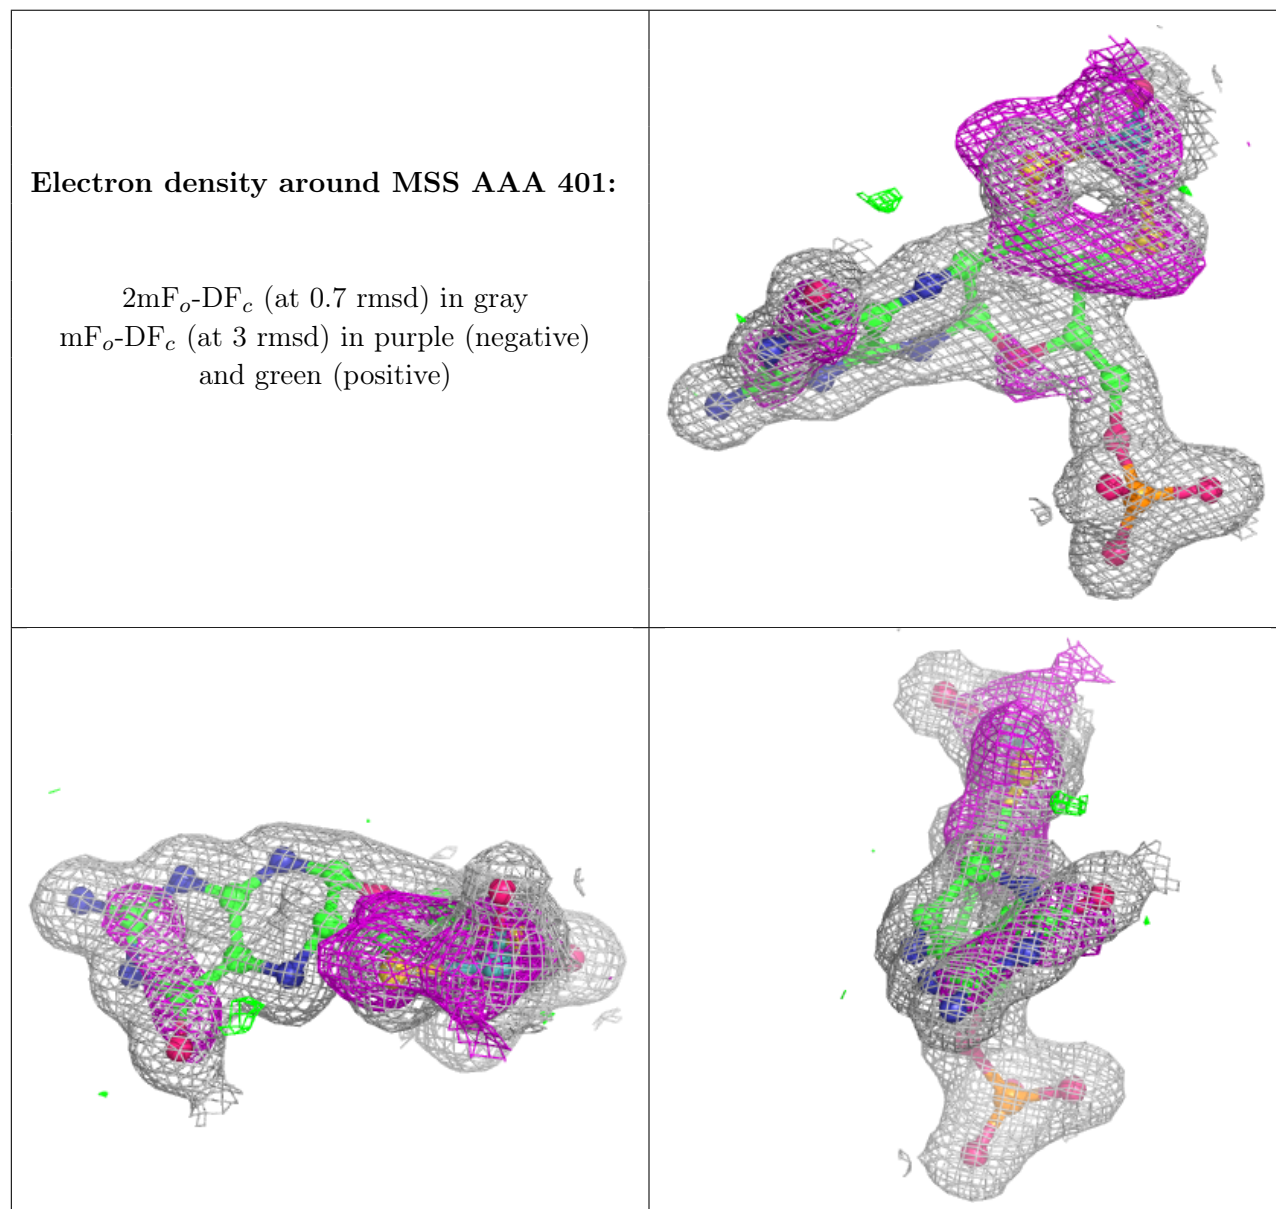 Electron density around MSS AAA 401:
2mFₒ-DF𝒸 (at 0.7 rmsd) in gray
mFₒ-DF𝒸 (at 3 rmsd) in purple (negative)
and green (positive)